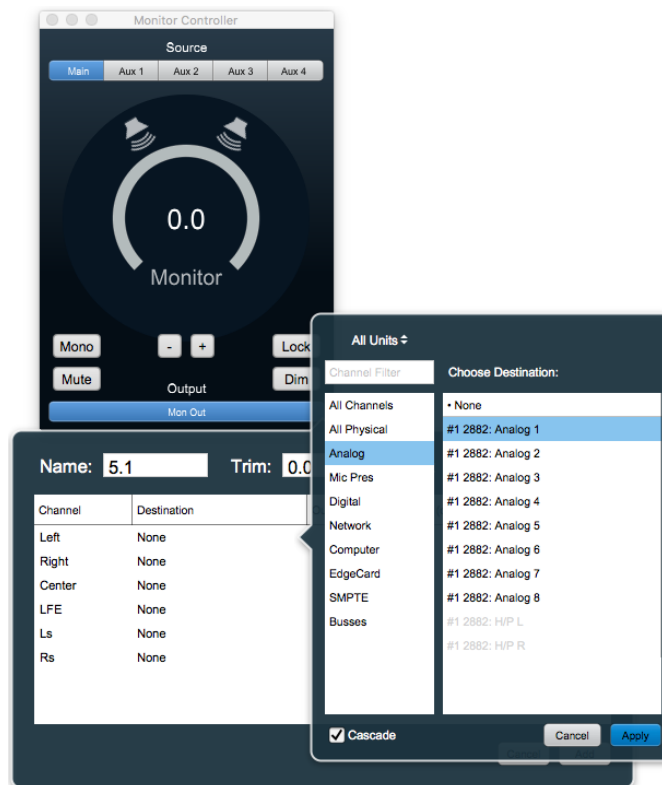 Monitor Controller
Source
Main Aux 1 Aux 2 Aux 3 Aux 4
0.0
Monitor
Mono - + Lock
Mute Output Dim
Mon Out
Name: 5.1 Trim: 0.0
Channel Destination
Left None
Right None
Center None
LFE None
Ls None
Rs None
All Units
Channel Filter
Choose Destination:
All Channels
All Physical
Analog
Mic Pres
Digital
Network
Computer
EdgeCard
SMPTE
Busses
• None
#1 2882: Analog 1
#1 2882: Analog 2
#1 2882: Analog 3
#1 2882: Analog 4
#1 2882: Analog 5
#1 2882: Analog 6
#1 2882: Analog 7
#1 2882: Analog 8
#1 2882: H/P L
#1 2882: H/P R
Cascade
Cancel Apply
Cancel Add